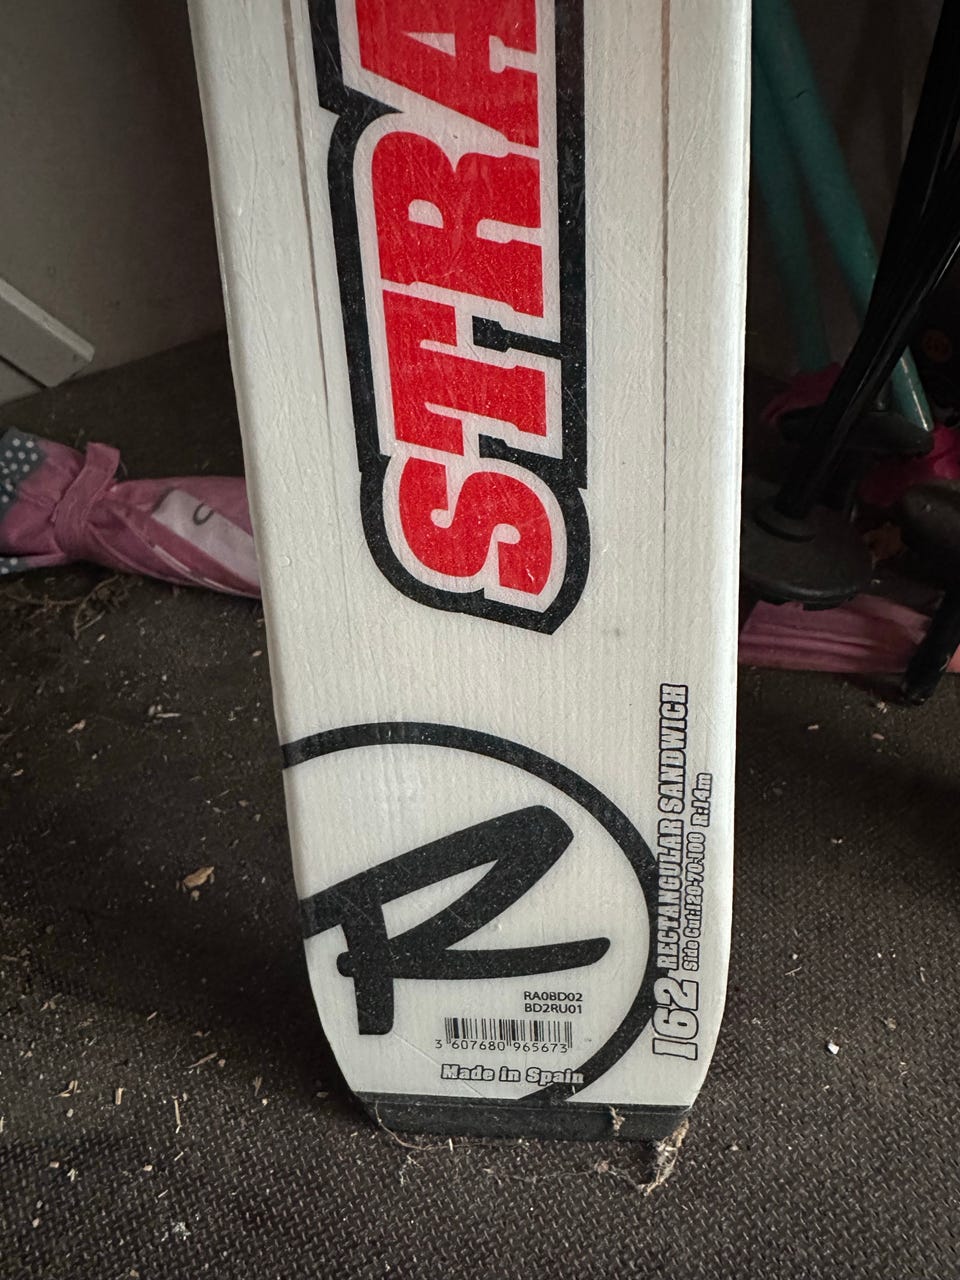 STRA
R
RA0BD02
BD2RU01
3 607680 965673
Made in Spain
162 RECTANGULAR SANDWICH
Side Cut:120-70-100 R:14m